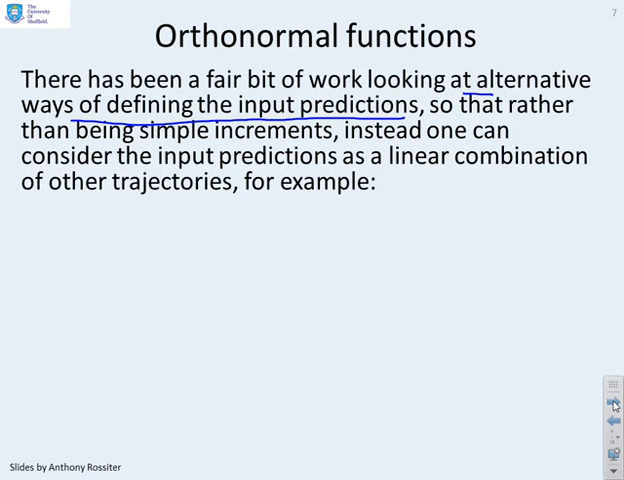 The
University
Of
Sheffield.
7
Orthonormal functions
There has been a fair bit of work looking at alternative
ways of defining the input predictions, so that rather
than being simple increments, instead one can
consider the input predictions as a linear combination
of other trajectories, for example:
Slides by Anthony Rossiter